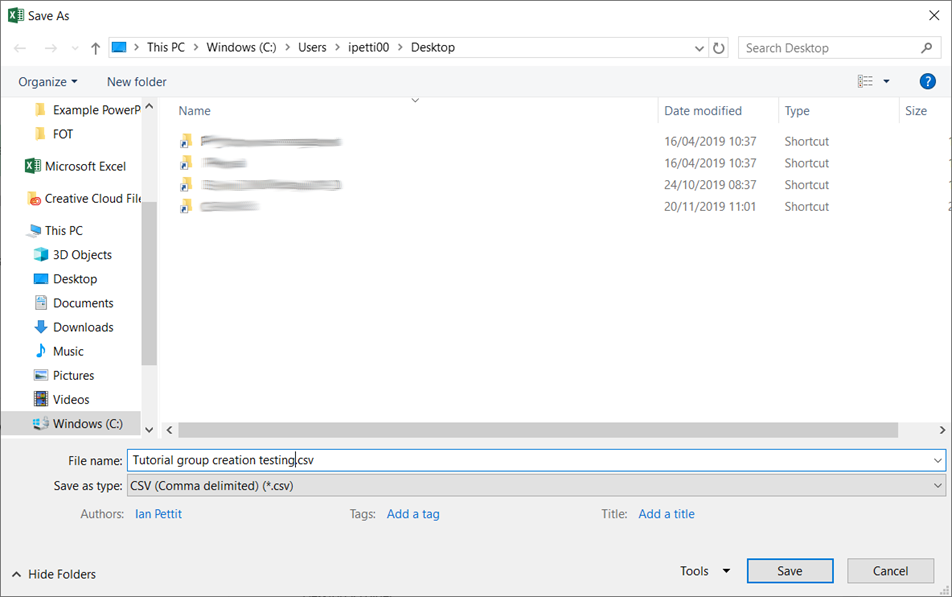 Save As
This PC > Windows (C:) > Users > ipetti00 > Desktop
Search Desktop
Organize
New folder
?
Name
Date modified
Type
Size
Example PowerP
FOT
Microsoft Excel
Creative Cloud File
This PC
3D Objects
Desktop
Documents
Downloads
Music
Pictures
Videos
Windows (C:)
16/04/2019 10:37 Shortcut
16/04/2019 10:37 Shortcut
24/10/2019 08:37 Shortcut
20/11/2019 11:01 Shortcut
File name: Tutorial group creation testing.csv
Save as type: CSV (Comma delimited) (*.csv)
Authors: Ian Pettit Tags: Add a tag Title: Add a title
Hide Folders
Tools
Save
Cancel